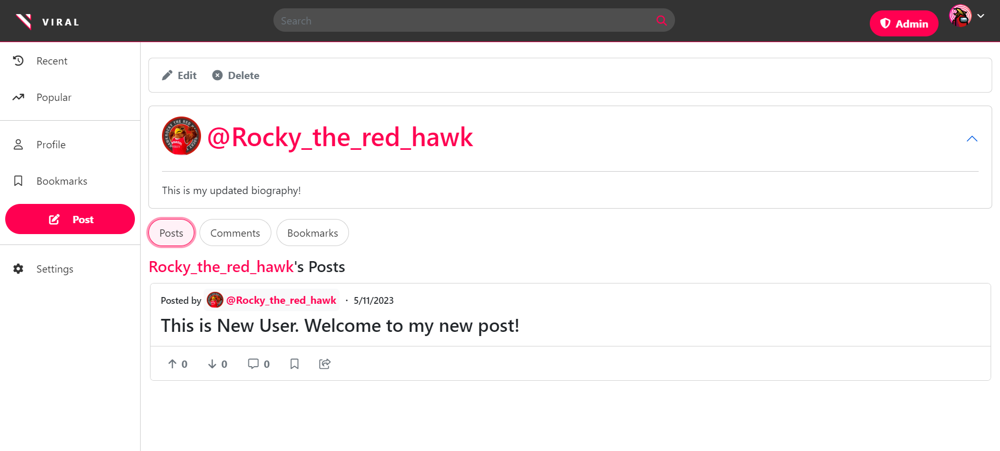 VIRAL
Search
Admin
Recent
Popular
Profile
Bookmarks
Post
Settings
Edit Delete
@Rocky_the_red_hawk
This is my updated biography!
Posts Comments Bookmarks
Rocky_the_red_hawk's Posts
Posted by @Rocky_the_red_hawk · 5/11/2023
This is New User. Welcome to my new post!
0 0 0